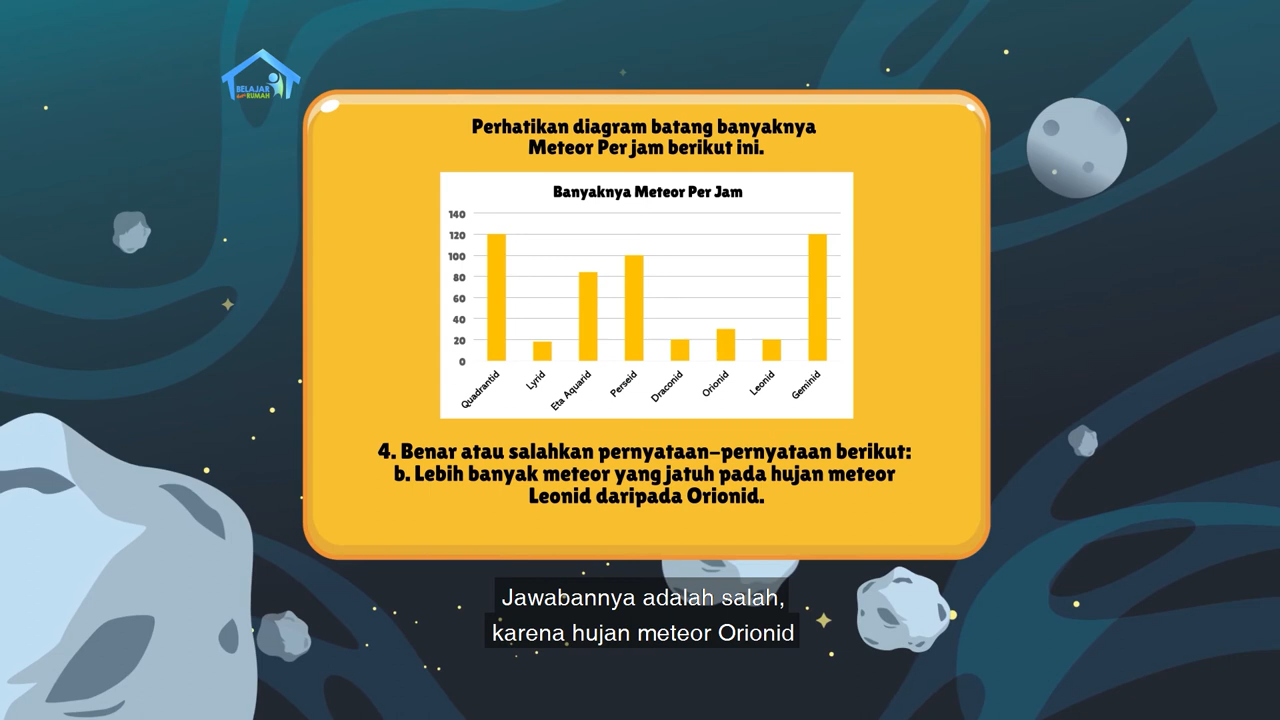 BELAJAR
dari RUMAH
Perhatikan diagram batang banyaknya
Meteor Per jam berikut ini.
Banyaknya Meteor Per Jam
140
120
100
80
60
40
20
0
Quadrantid
Lyrid
Eta Aquarid
Perseid
Draconid
Orionid
Leonid
Geminid
4. Benar atau salahkan pernyataan-pernyataan berikut:
b. Lebih banyak meteor yang jatuh pada hujan meteor
Leonid daripada Orionid.
Jawabannya adalah salah,
karena hujan meteor Orionid